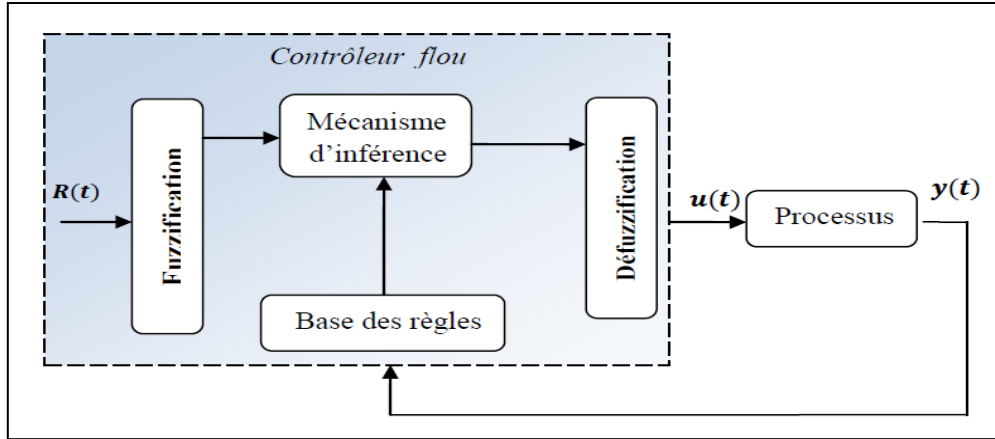 Contrôleur flou
Mécanisme
d'inférence
R(t)
Fuzzification
Défuzzification
u(t)
y(t)
Processus
Base des règles